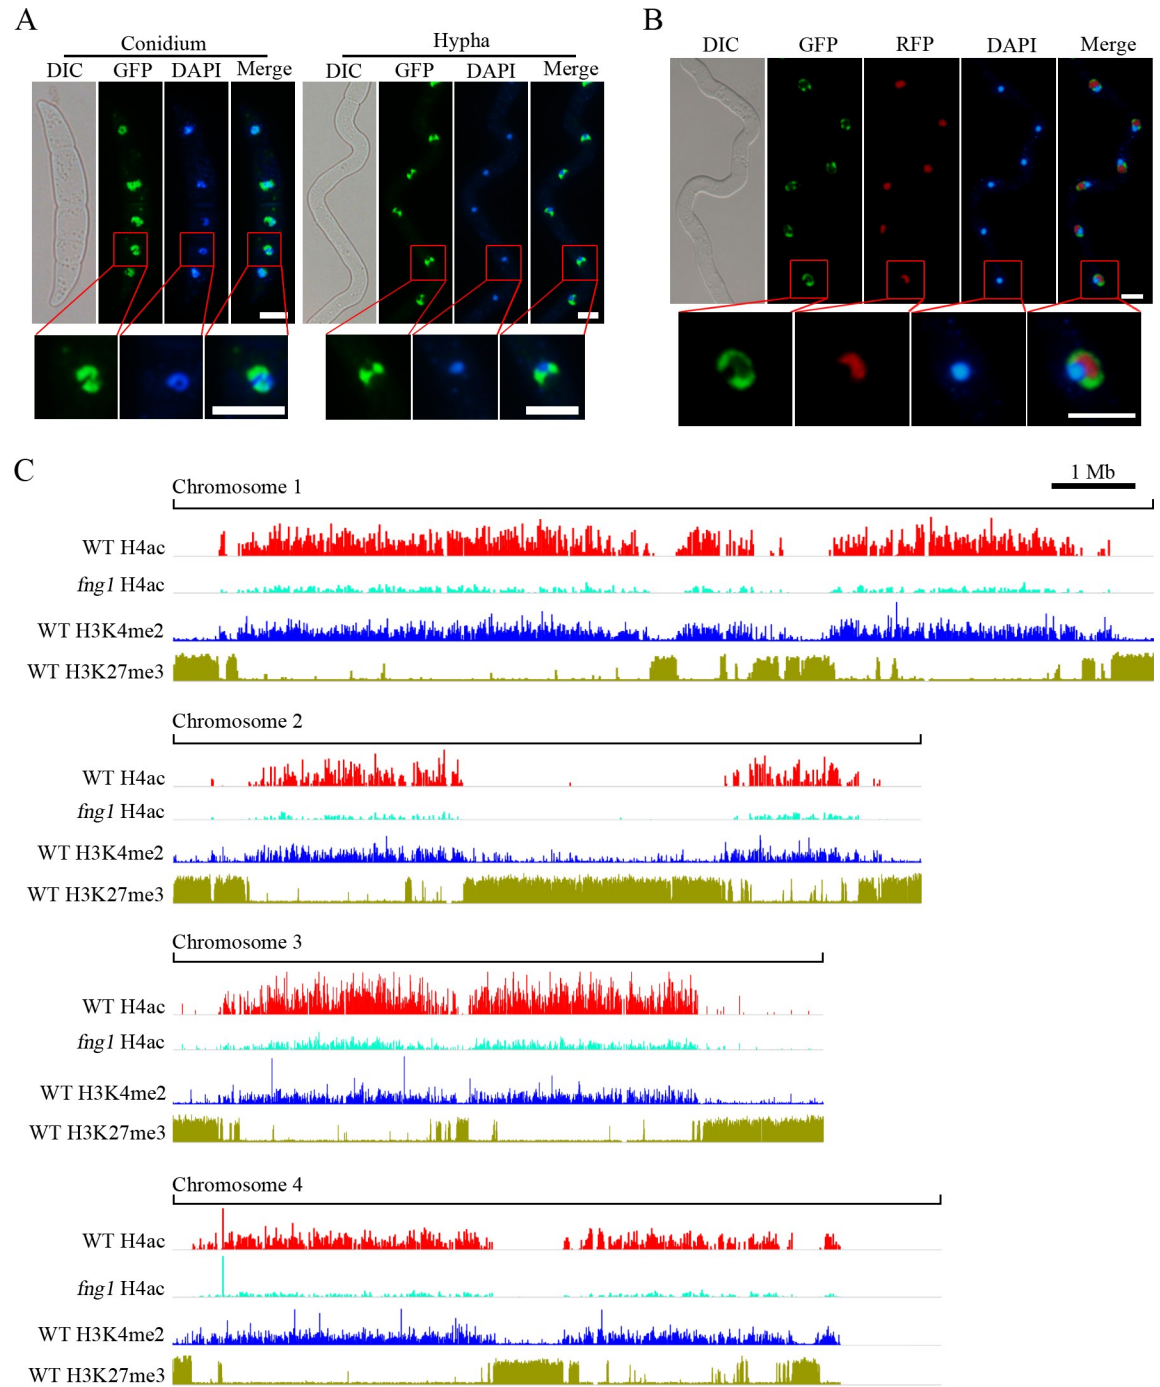 A
Conidium
Hypha
DIC GFP DAPI Merge
DIC GFP DAPI Merge
B
DIC GFP RFP DAPI Merge
C
1 Mb
Chromosome 1
WT H4ac
fng1 H4ac
WT H3K4me2
WT H3K27me3
Chromosome 2
WT H4ac
fng1 H4ac
WT H3K4me2
WT H3K27me3
Chromosome 3
WT H4ac
fng1 H4ac
WT H3K4me2
WT H3K27me3
Chromosome 4
WT H4ac
fng1 H4ac
WT H3K4me2
WT H3K27me3